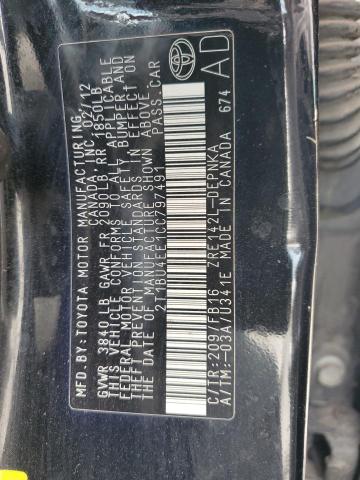 MFD.BY:TOYOTA MOTOR MANUFACTURING,
CANADA, INC. 02/12
GVWR 3840 LB GAWR FR 2090LB RR 1850LB
THIS VEHICLE CONFORMS TO ALL APPLICABLE
FEDERAL MOTOR VEHICLE SAFETY, BUMPER, AND
THEFT PREVENTION STANDARDS IN EFFECT ON
THE DATE OF MANUFACTURE SHOWN ABOVE.
2T1BU4EE1CC797491 PASS.CAR
C/TR:209/FB16 ZRE142L-DEPNKA
A/TM:-03A/U341E MADE IN CANADA 674
AD